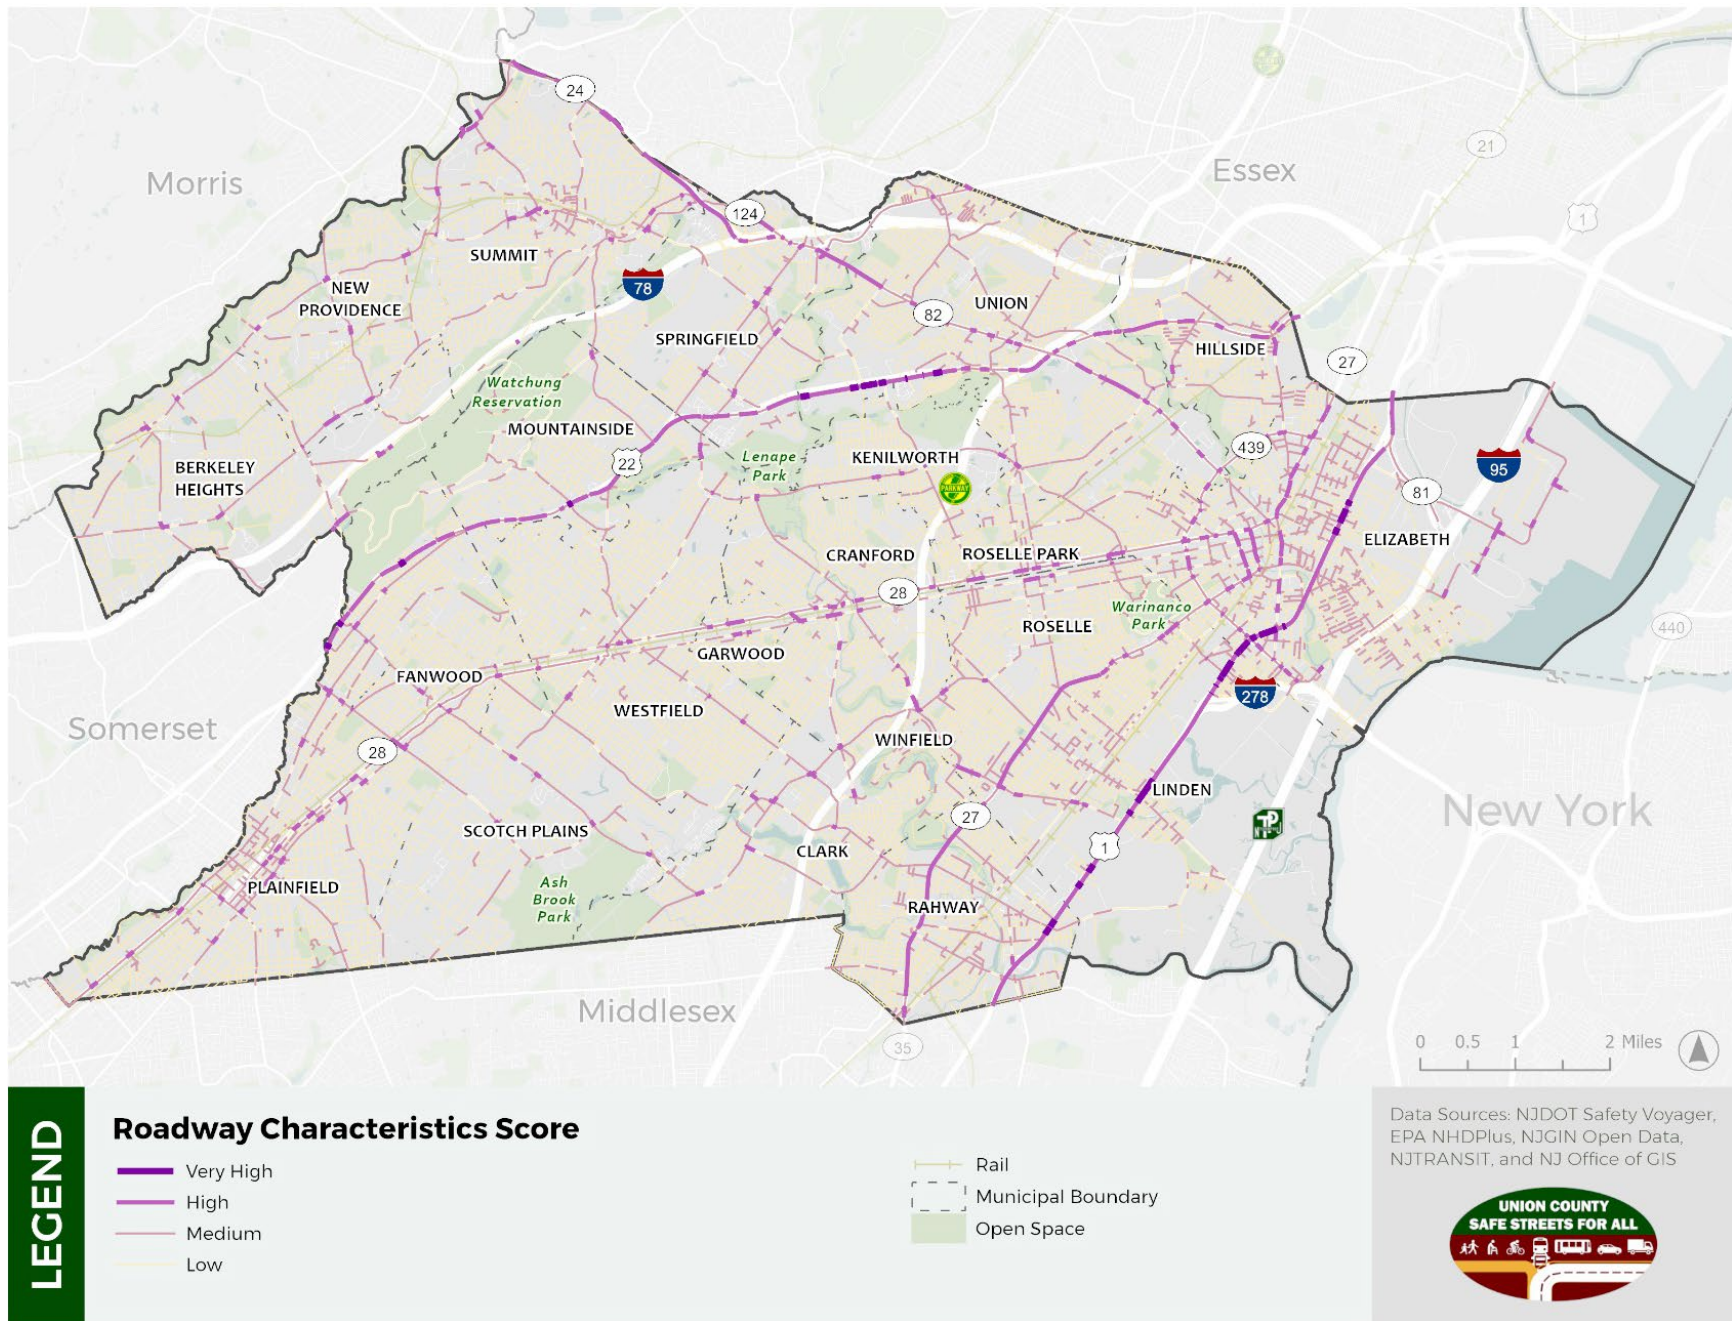 24
21
Essex
Morris
1
124
SUMMIT
78
NEW
PROVIDENCE
UNION
82
SPRINGFIELD
HILLSIDE
27
Watchung
Reservation
MOUNTAINSIDE
439
BERKELEY
HEIGHTS
22
Lenape
Park
KENILWORTH
PARKWAY
95
81
ELIZABETH
CRANFORD
ROSELLE PARK
28
Warinanco
Park
ROSELLE
440
GARWOOD
FANWOOD
278
WESTFIELD
Somerset
28
WINFIELD
LINDEN
New York
27
SCOTCH PLAINS
1
CLARK
PLAINFIELD
Ash
Brook
Park
RAHWAY
Middlesex
35
0 0.5 1 2 Miles
LEGEND
Roadway Characteristics Score
Very High
High
Medium
Low
Rail
Municipal Boundary
Open Space
Data Sources: NJDOT Safety Voyager,
EPA NHDPlus, NJGIN Open Data,
NJTRANSIT, and NJ Office of GIS
UNION COUNTY
SAFE STREETS FOR ALL